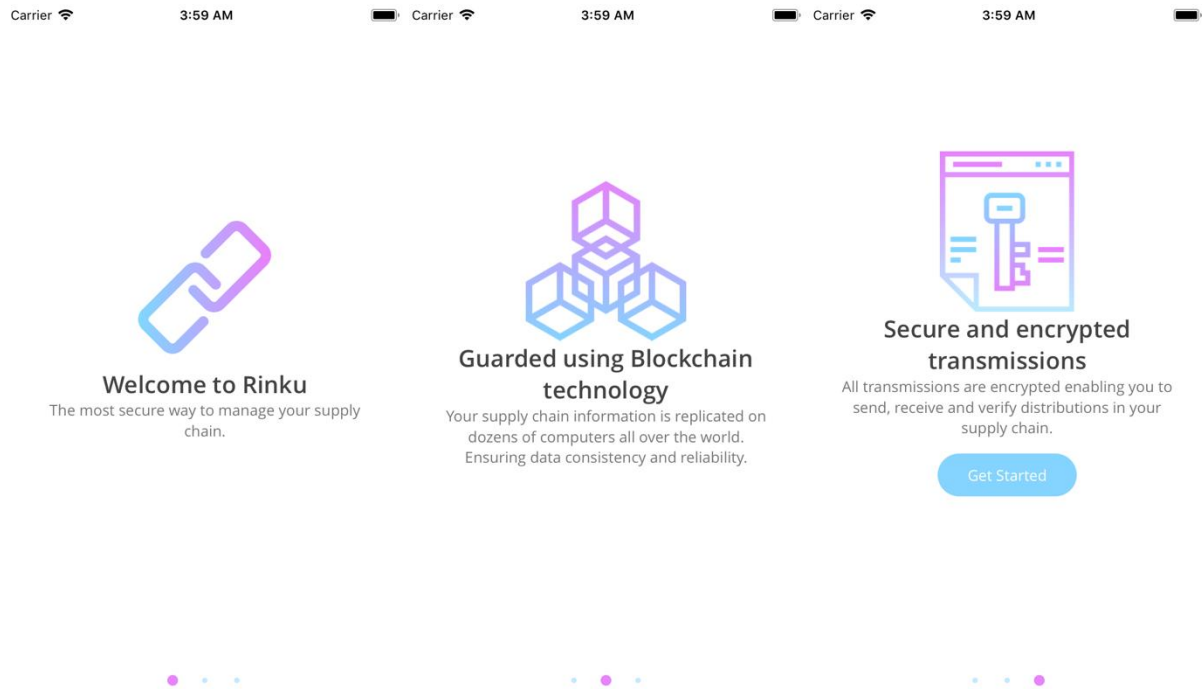 Carrier 3:59 AM
Welcome to Rinku
The most secure way to manage your supply
chain.
Carrier 3:59 AM
Guarded using Blockchain
technology
Your supply chain information is replicated on
dozens of computers all over the world.
Ensuring data consistency and reliability.
Carrier 3:59 AM
Secure and encrypted
transmissions
All transmissions are encrypted enabling you to
send, receive and verify distributions in your
supply chain.
Get Started